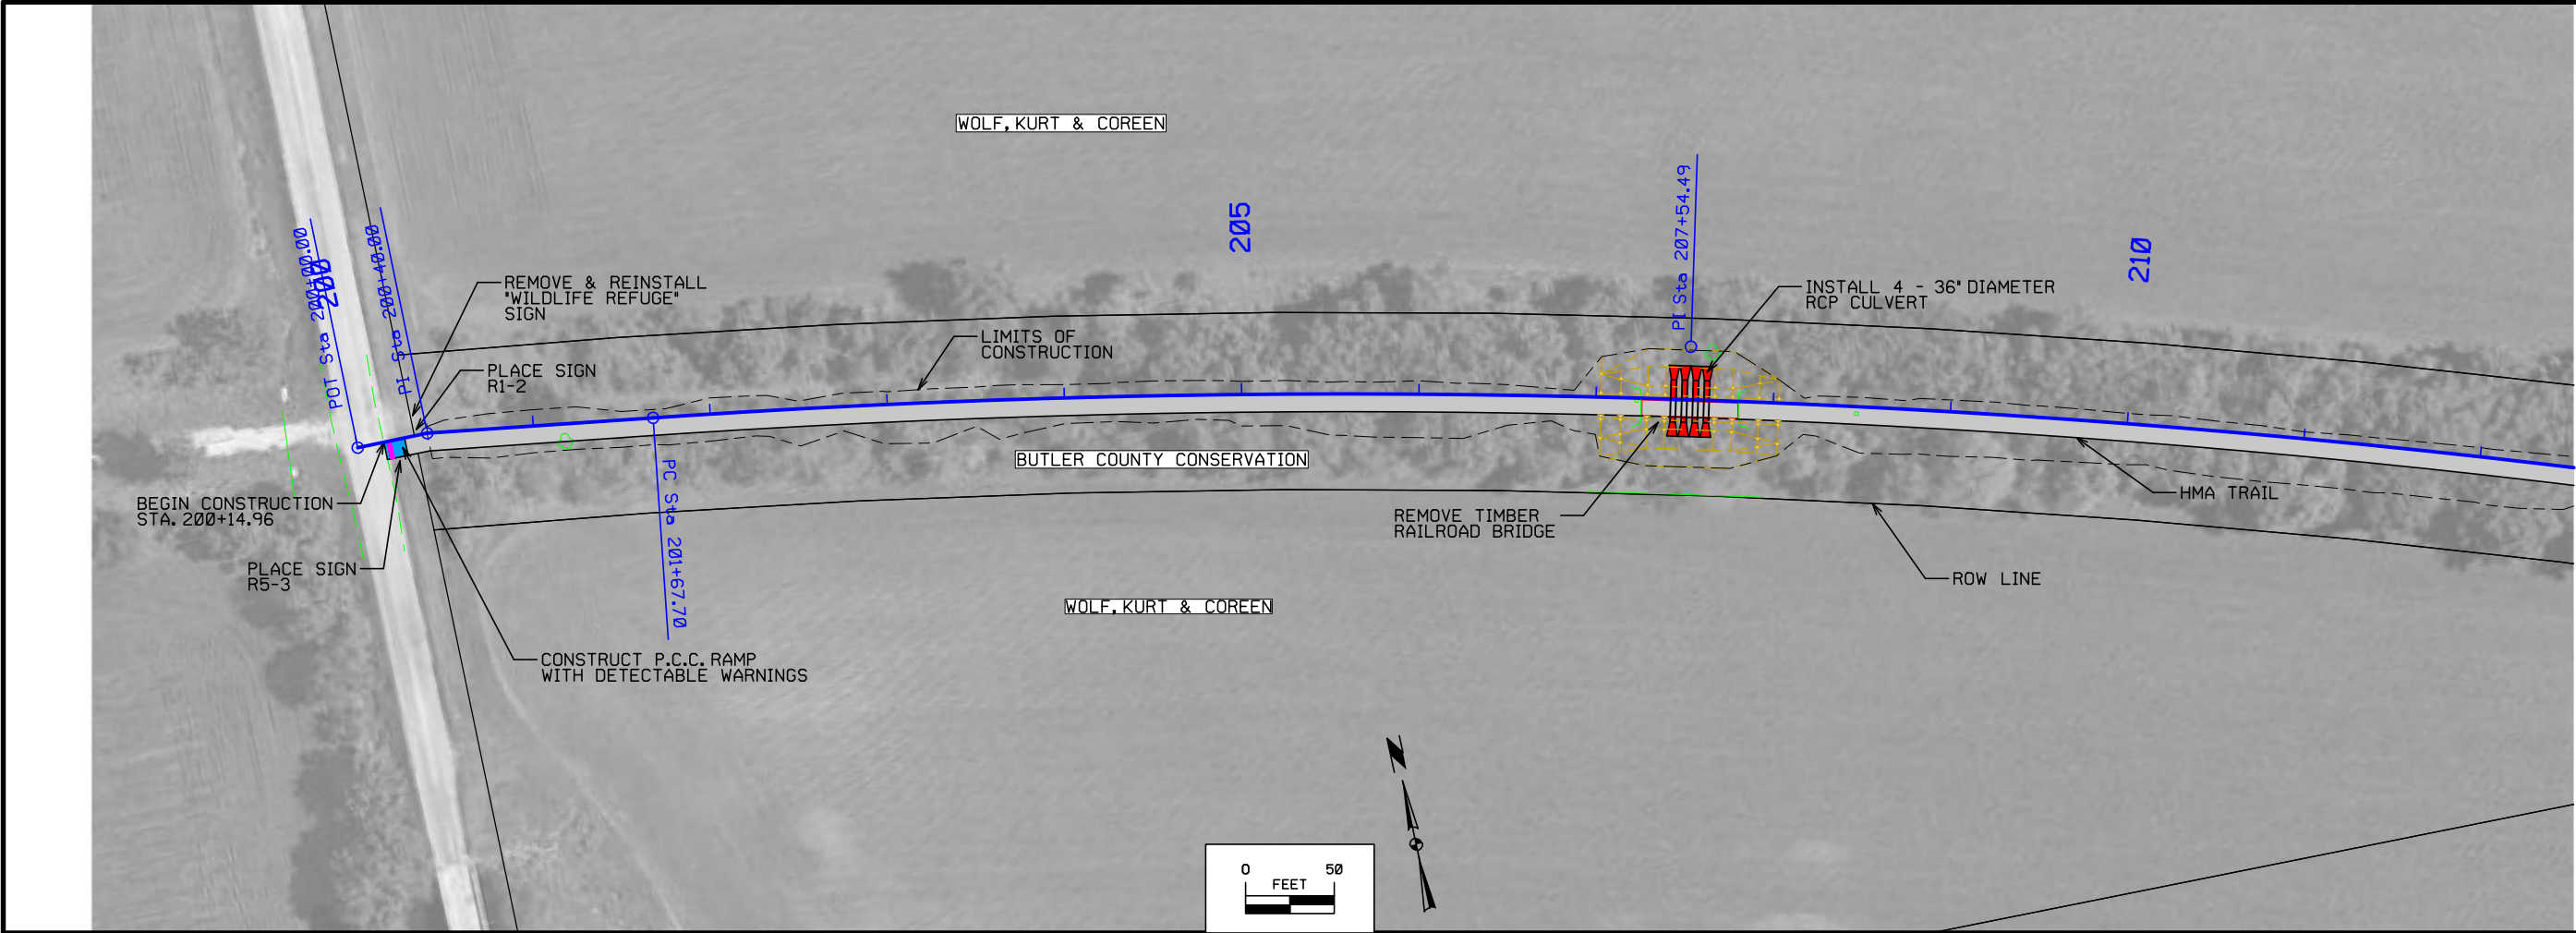 WOLF, KURT & COREEN
205
210
PI Sta 207+54.49
POT Sta 200+00.00
200
PI Sta 200+40.00
REMOVE & REINSTALL
"WILDLIFE REFUGE"
SIGN
INSTALL 4 - 36" DIAMETER
RCP CULVERT
LIMITS OF
CONSTRUCTION
PLACE SIGN
R1-2
BUTLER COUNTY CONSERVATION
PC Sta 201+67.70
BEGIN CONSTRUCTION
STA. 200+14.96
HMA TRAIL
REMOVE TIMBER
RAILROAD BRIDGE
PLACE SIGN
R5-3
ROW LINE
WOLF, KURT & COREEN
CONSTRUCT P.C.C. RAMP
WITH DETECTABLE WARNINGS
N
0 50
FEET